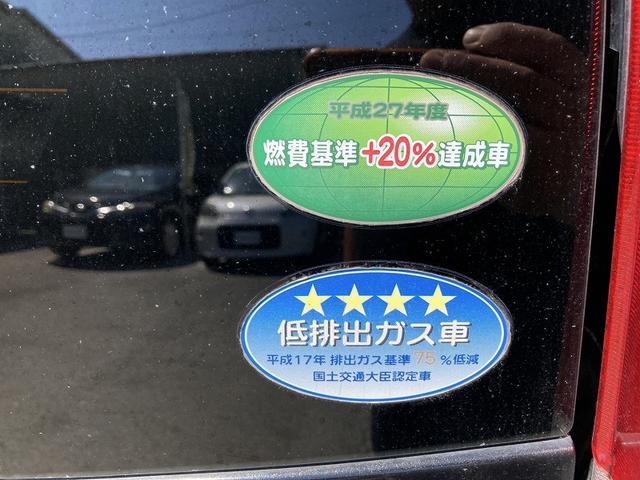 平成27年度
燃費基準+20%達成車
低排出ガス車
平成17年 排出ガス基準 75 %低減
国土交通大臣認定車